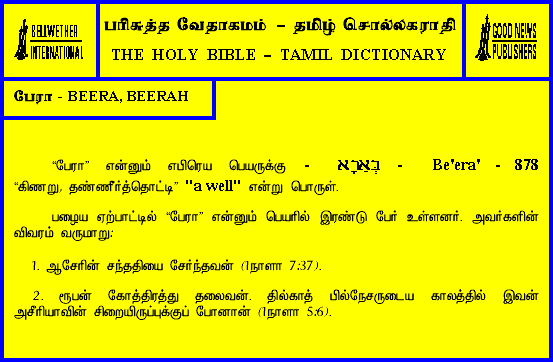 BELLWETHER
INTERNATIONAL
பரிசுத்த வேதாகமம் – தமிழ் சொல்லகராதி
THE HOLY BIBLE – TAMIL DICTIONARY
GOOD NEWS
PUBLISHERS
பேரா - BEERA, BEERAH
“பேரா” என்னும் எபிரெய பெயருக்கு - בְּאֵרָא - Be'era' - 878
“கிணறு, தண்ணீர்த்தொட்டி” "a well" என்று பொருள்.
பழைய ஏற்பாட்டில் “பேரா” என்னும் பெயரில் இரண்டு பேர் உள்ளனர். அவர்களின்
விவரம் வருமாறு:
1. ஆசேரின் சந்ததியை சேர்ந்தவன் (1நாளா 7:37).
2. ரூபன் கோத்திரத்து தலைவன். தில்காத் பில்நேசருடைய காலத்தில் இவன்
அசீரியாவின் சிறையிருப்புக்குப் போனான் (1நாளா 5:6).